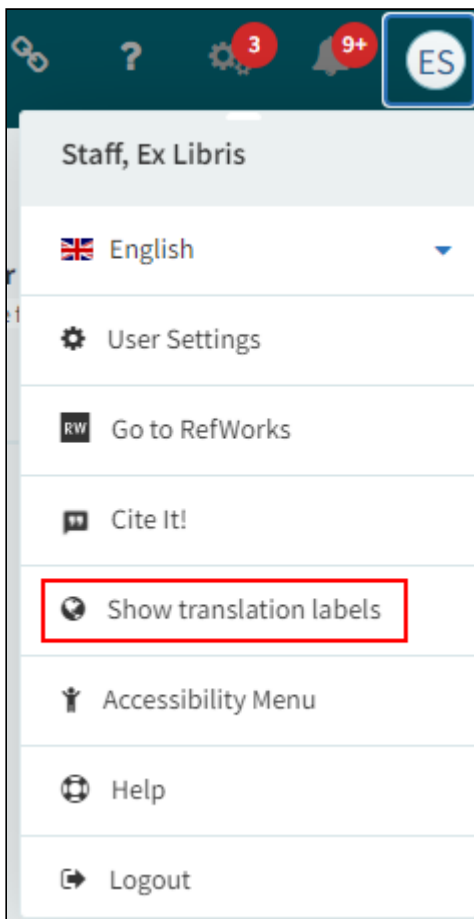 ? 3 9+ ES
Staff, Ex Libris
English
User Settings
RW Go to RefWorks
Cite It!
Show translation labels
Accessibility Menu
Help
Logout